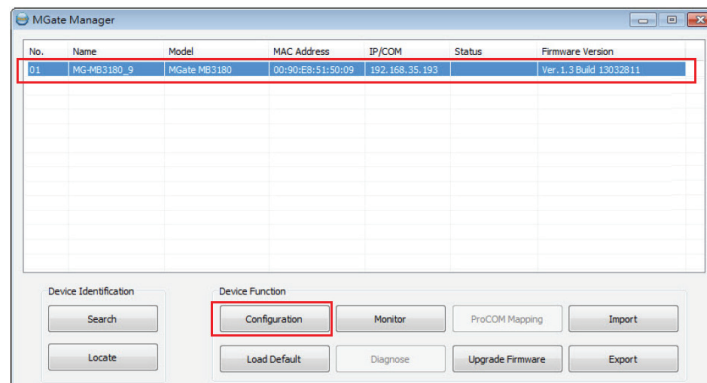 MGate Manager
No. Name Model MAC Address IP/COM Status Firmware Version
01 MG-MB3180_9 MGate MB3180 00:90:E8:51:50:09 192.168.35.193 Ver.1.3 Build 13032811
Device Identification Device Function
Search Configuration Monitor ProCOM Mapping Import
Locate Load Default Diagnose Upgrade Firmware Export